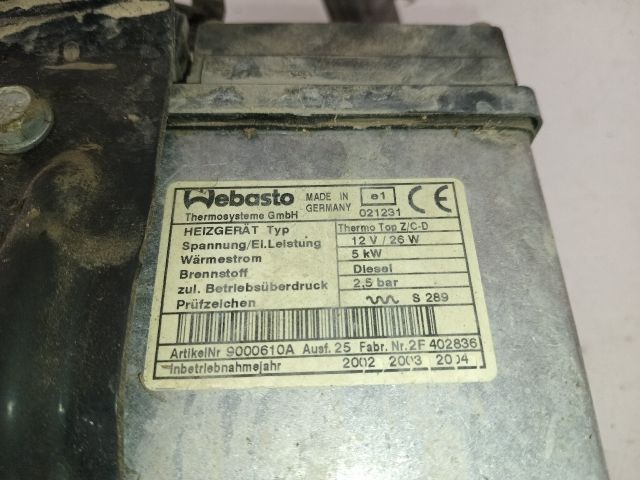 Webasto MADE IN GERMANY e1 021231 CE
Thermosysteme GmbH
HEIZGERÄT Typ Thermo Top Z/C-D
Spannung/El.Leistung 12 V / 26 W
Wärmestrom 5 kW
Brennstoff Diesel
zul. Betriebsüberdruck 2,5 bar
Prüfzeichen S 289
ArtikelNr 9000610A Ausf. 25 Fabr. Nr. 2F 402836
Inbetriebnahmejahr 2002 2003 2004